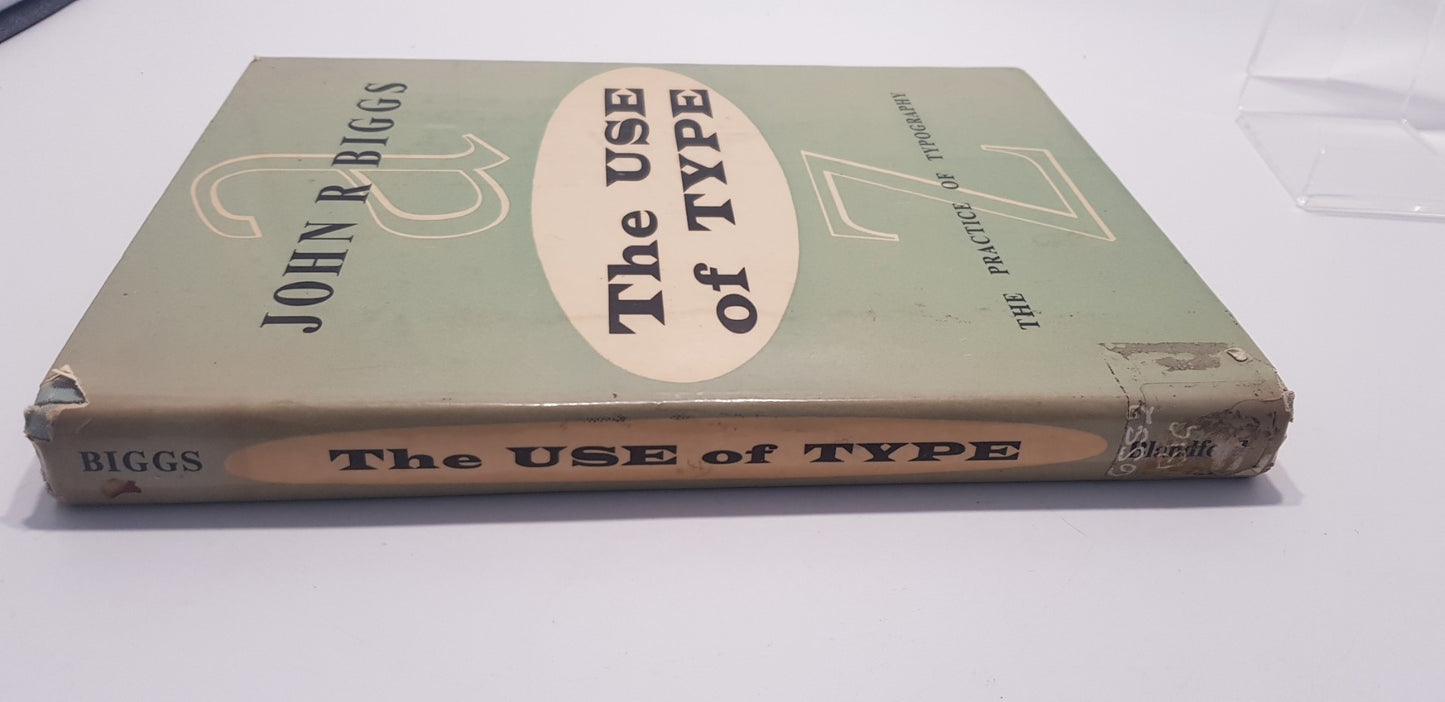 JOHN R BIGGS
a
The USE
of TYPE
z
THE PRACTICE OF TYPOGRAPHY
BIGGS
The USE of TYPE